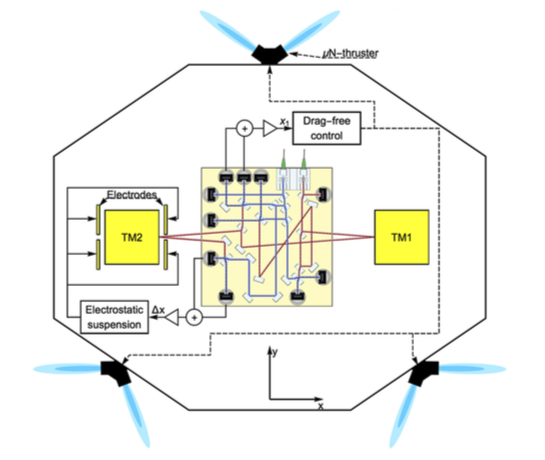 μN−thruster
x1
Drag−free
control
+
Electrodes
TM2
TM1
Electrostatic
suspension
Δx
+
y
x